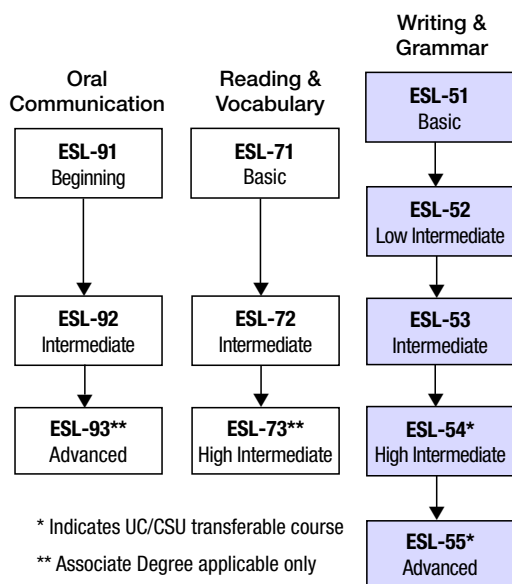 Oral
Communication
ESL-91
Beginning
ESL-92
Intermediate
ESL-93**
Advanced
Reading &
Vocabulary
ESL-71
Basic
ESL-72
Intermediate
ESL-73**
High Intermediate
Writing &
Grammar
ESL-51
Basic
ESL-52
Low Intermediate
ESL-53
Intermediate
ESL-54*
High Intermediate
ESL-55*
Advanced
* Indicates UC/CSU transferable course
** Associate Degree applicable only